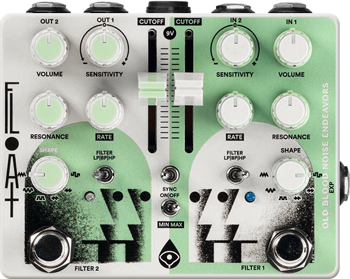 OUT 2
OUT 1
CUTOFF
9V
CUTOFF
IN 2
IN 1
VOLUME
SENSITIVITY
SENSITIVITY
VOLUME
RESONANCE
RATE
RATE
RESONANCE
FLOAT
SHAPE
FILTER
LP|BP|HP
FILTER
LP|BP|HP
SHAPE
SYNC
ON/OFF
MIN MAX
EXP
OLD BLOOD NOISE ENDEAVORS
FILTER 2
FILTER 1